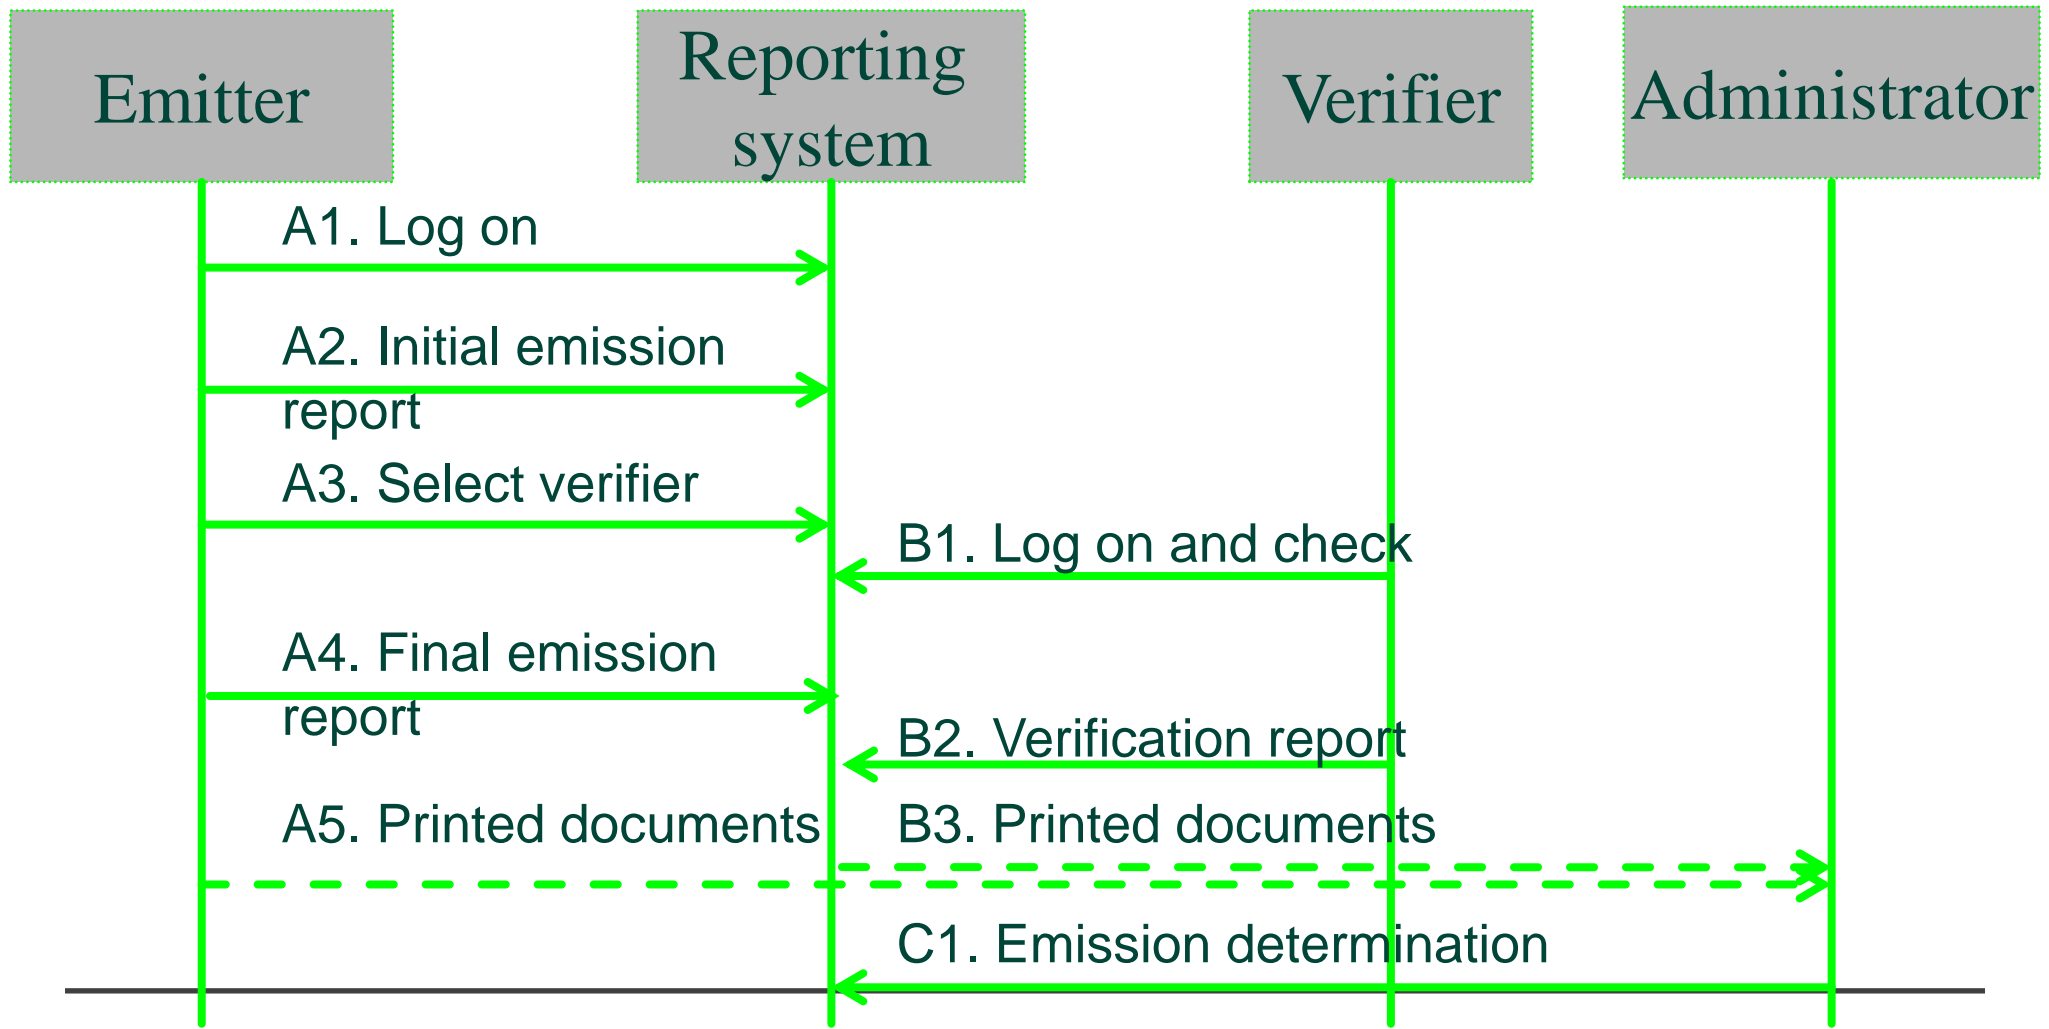 Emitter
Reporting
system
Verifier
Administrator
A1. Log on
A2. Initial emission
report
A3. Select verifier
B1. Log on and check
A4. Final emission
report
B2. Verification report
A5. Printed documents
B3. Printed documents
C1. Emission determination